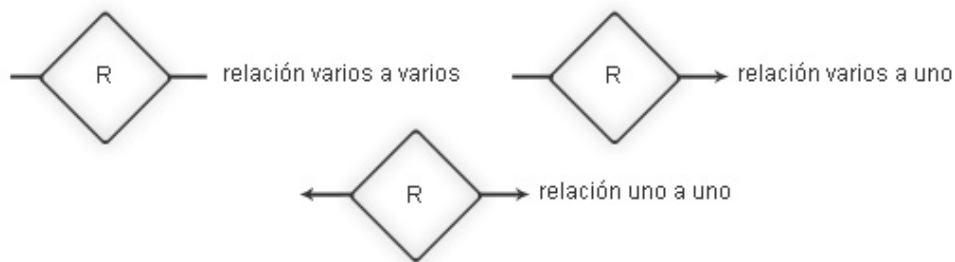 R relación varios a varios
R relación varios a uno
R relación uno a uno